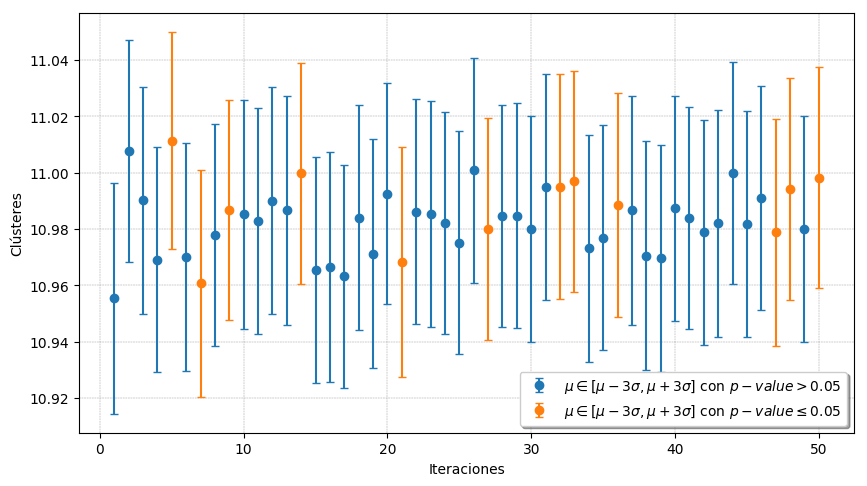 11.04
11.02
11.00
10.98
10.96
10.94
10.92
Clústeres
μ ∈ [μ − 3σ, μ + 3σ] con p − value > 0.05
μ ∈ [μ − 3σ, μ + 3σ] con p − value ≤ 0.05
0 10 20 30 40 50
Iteraciones